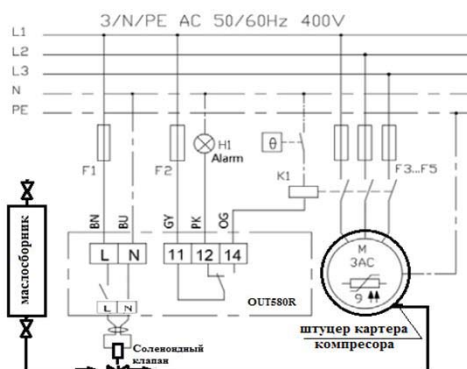 3/N/PE AC 50/60Hz 400V
L1
L2
L3
N
PE
F1
F2
H1
Alarm
θ
K1
F3...F5
BN
BU
GY
PK
OG
L N
11 12 14
M
3AC
9
OUT580R
L N
маслосборник
штуцер картера
компресора
Соленоидный
клапан